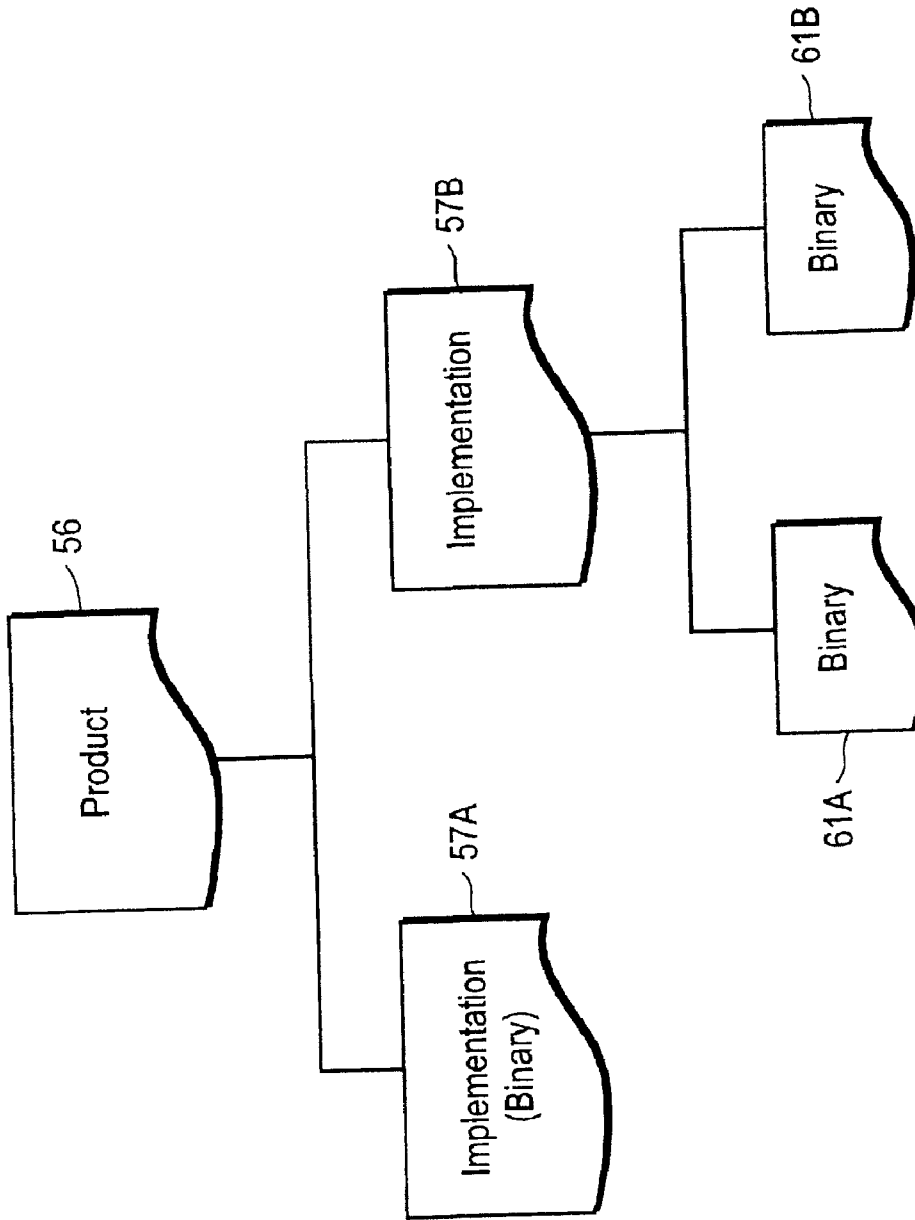 Product
56
Implementation
(Binary)
57A
Implementation
57B
Binary
61A
Binary
61B